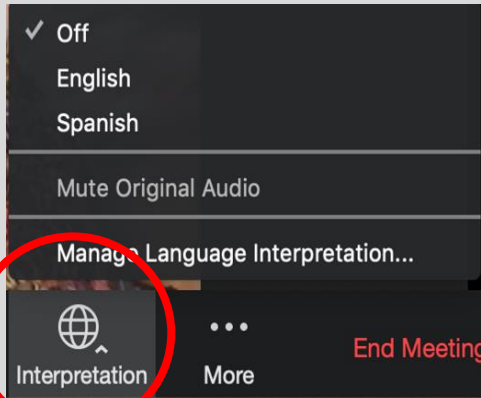 Off
English
Spanish
Mute Original Audio
Manage Language Interpretation...
Interpretation
More
End Meeting